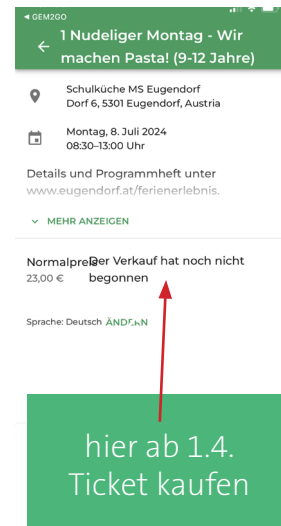 ◄ GEM2GO
1 Nudeliger Montag - Wir
machen Pasta! (9-12 Jahre)
Schulküche MS Eugendorf
Dorf 6, 5301 Eugendorf, Austria
Montag, 8. Juli 2024
08:30–13:00 Uhr
Details und Programmheft unter
www.eugendorf.at/ferienerlebnis.
MEHR ANZEIGEN
Normalpreis Der Verkauf hat noch nicht
23,00 € begonnen
Sprache: Deutsch ÄNDERN
hier ab 1.4.
Ticket kaufen